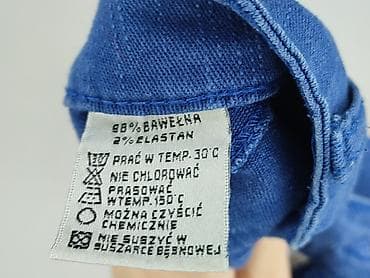 98% BAWEŁNA
2% ELASTAN
PRAĆ W TEMP. 30°C
NIE CHLOROWAĆ
PRASOWAĆ
W TEMP. 150°C
MOŻNA CZYŚCIĆ
CHEMICZNIE
NIE SUSZYĆ W
SUSZARCE BĘBNOWEJ